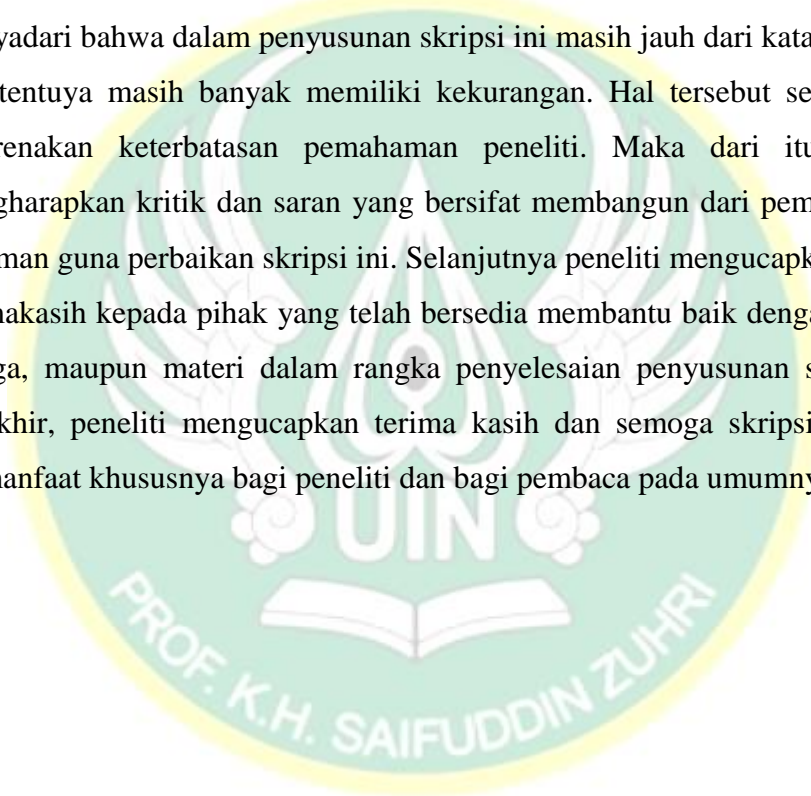 yadari bahwa dalam penyusunan skripsi ini masih jauh dari kata
tentuya masih banyak memiliki kekurangan. Hal tersebut se
renakan keterbatasan pemahaman peneliti. Maka dari itu
gharapkan kritik dan saran yang bersifat membangun dari pem
man guna perbaikan skripsi ini. Selanjutnya peneliti mengucapk
nakasih kepada pihak yang telah bersedia membantu baik denga
ga, maupun materi dalam rangka penyelesaian penyusunan s
khir, peneliti mengucapkan terima kasih dan semoga skripsi
nanfaat khususnya bagi peneliti dan bagi pembaca pada umumny
UIN
PROF. K.H. SAIFUDDIN ZUHRI